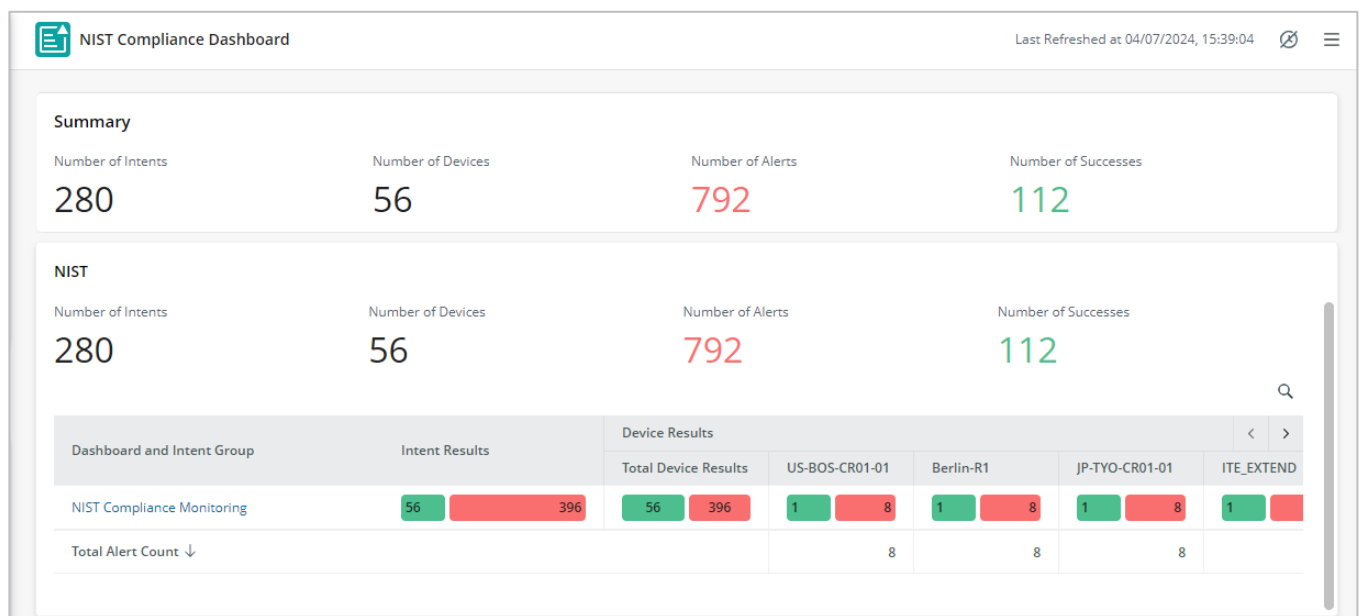 NIST Compliance Dashboard
Last Refreshed at 04/07/2024, 15:39:04
Summary
Number of Intents Number of Devices Number of Alerts Number of Successes
280 56 792 112
NIST
Number of Intents Number of Devices Number of Alerts Number of Successes
280 56 792 112
Dashboard and Intent Group Intent Results Device Results
Total Device Results US-BOS-CR01-01 Berlin-R1 JP-TYO-CR01-01 ITE_EXTEND
NIST Compliance Monitoring 56 396 56 396 1 8 1 8 1 8 1
Total Alert Count ↓ 8 8 8